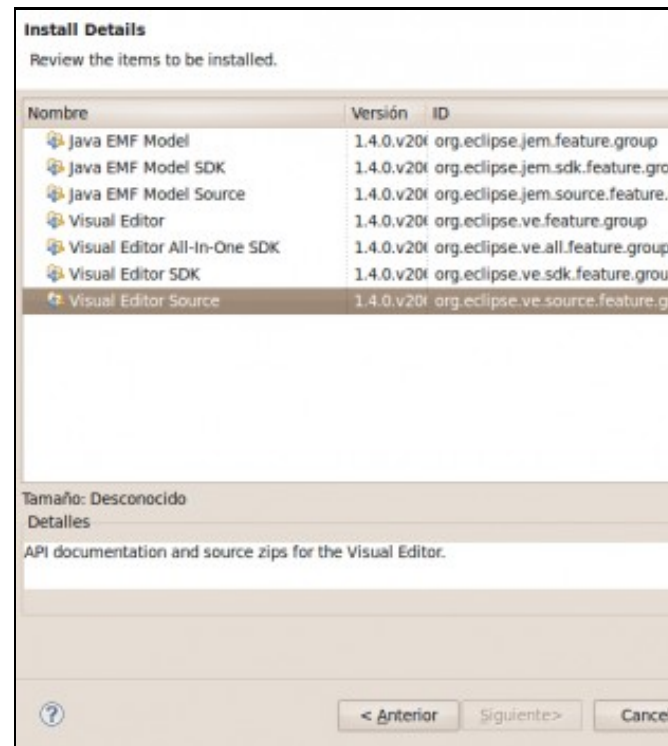 Install Details
Review the items to be installed.
Nombre Versión ID
Java EMF Model 1.4.0.v20 org.eclipse.jem.feature.group
Java EMF Model SDK 1.4.0.v20 org.eclipse.jem.sdk.feature.gro
Java EMF Model Source 1.4.0.v20 org.eclipse.jem.source.feature.
Visual Editor 1.4.0.v20 org.eclipse.ve.feature.group
Visual Editor All-In-One SDK 1.4.0.v20 org.eclipse.ve.all.feature.group
Visual Editor SDK 1.4.0.v20 org.eclipse.ve.sdk.feature.grou
Visual Editor Source 1.4.0.v20 org.eclipse.ve.source.feature.g
Tamaño: Desconocido
Detalles
API documentation and source zips for the Visual Editor.
? < Anterior Siguiente> Cancel